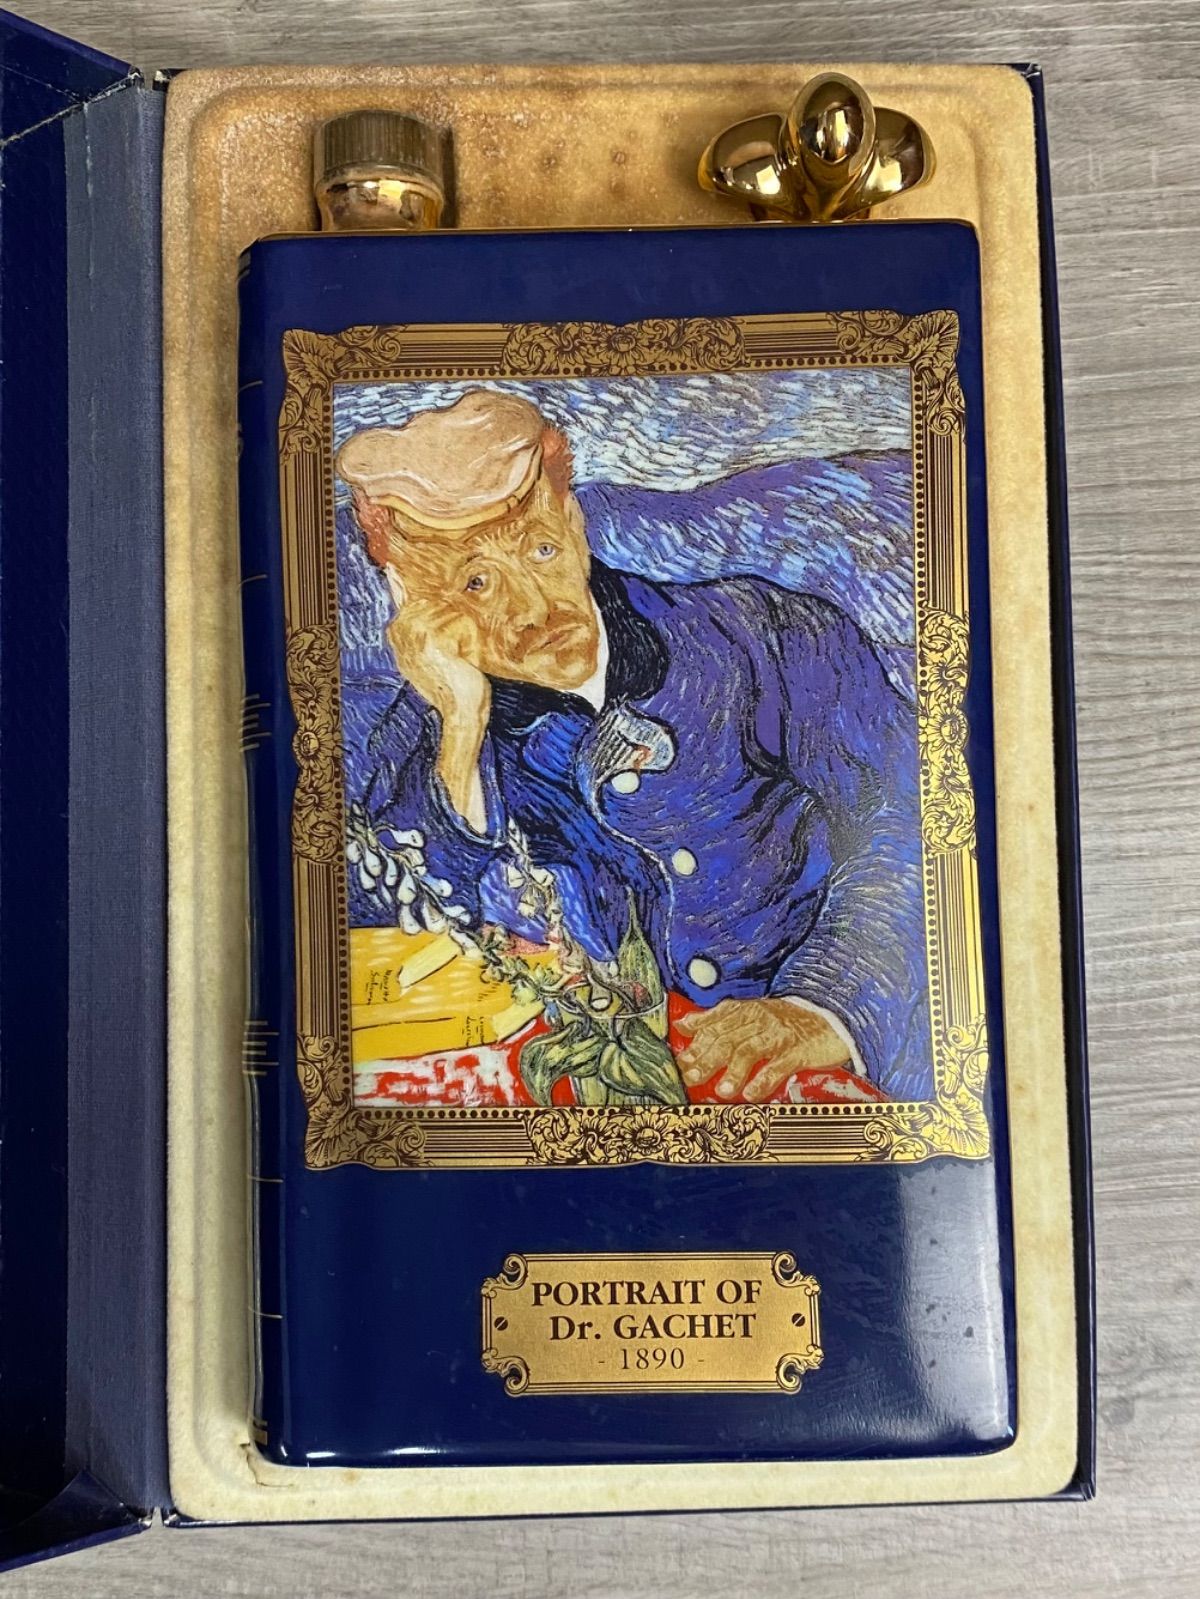 PORTRAIT OF
Dr. GACHET
- 1890 -